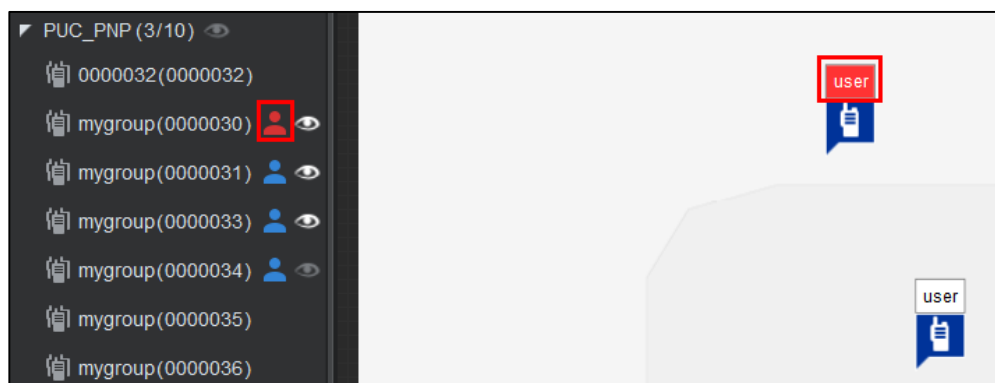 PUC_PNP (3/10)
0000032(0000032)
mygroup(0000030)
mygroup(0000031)
mygroup(0000033)
mygroup(0000034)
mygroup(0000035)
mygroup(0000036)
user
user